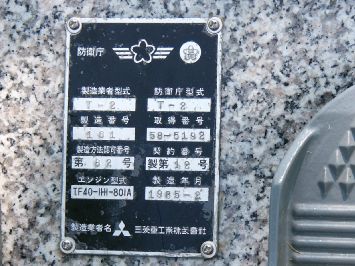 防衛庁
製造業者型式 防衛庁型式
T-2 T-2
製造番号 取得番号
161 59-5192
製造方法認可番号 契約番号
第 92 号 製第 18 号
エンジン型式 製造年月
TF40-IHI-801A 1985-2
製造業者名 三菱重工業株式会社